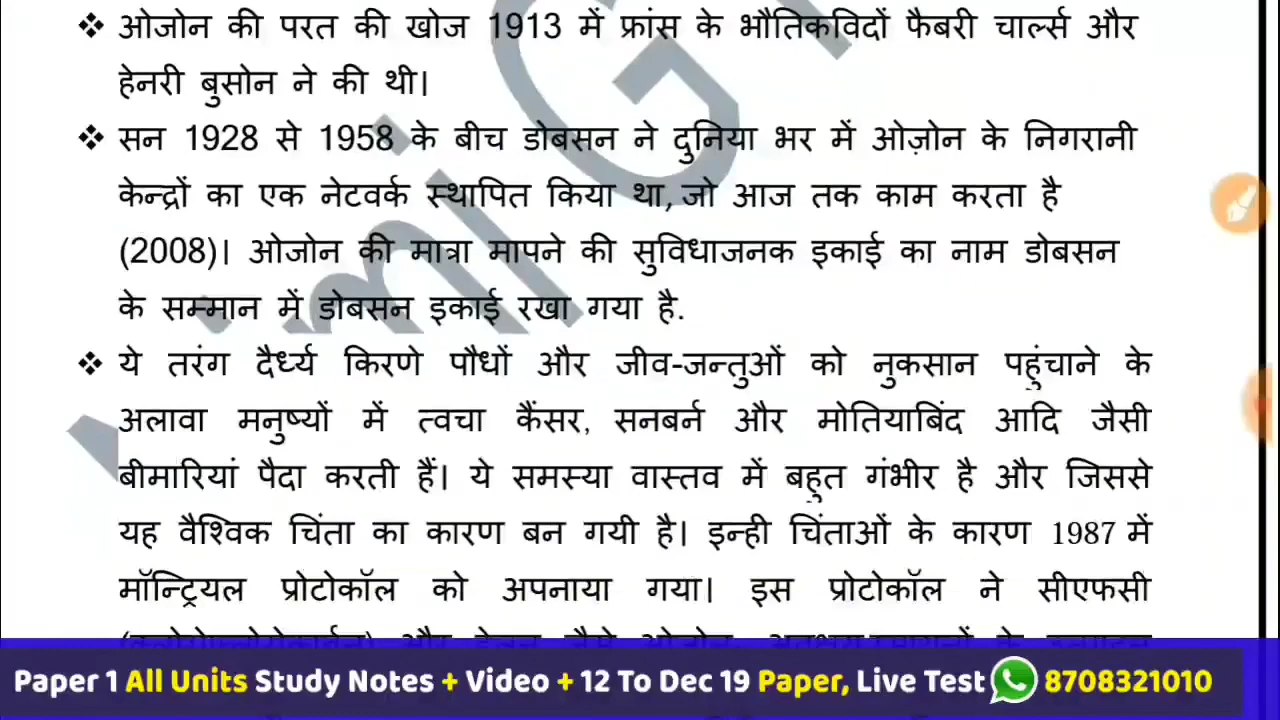 ❖ ओजोन की परत की खोज 1913 में फ्रांस के भौतिकविदों फैबरी चार्ल्स और
हेनरी बुसोन ने की थी।
❖ सन 1928 से 1958 के बीच डोबसन ने दुनिया भर में ओज़ोन के निगरानी
केन्द्रों का एक नेटवर्क स्थापित किया था, जो आज तक काम करता है
(2008)। ओजोन की मात्रा मापने की सुविधाजनक इकाई का नाम डोबसन
के सम्मान में डोबसन इकाई रखा गया है.
❖ ये तरंग दैर्ध्य किरणे पौधों और जीव-जन्तुओं को नुकसान पहुंचाने के
अलावा मनुष्यों में त्वचा कैंसर, सनबर्न और मोतियाबिंद आदि जैसी
बीमारियां पैदा करती हैं। ये समस्या वास्तव में बहुत गंभीर है और जिससे
यह वैश्विक चिंता का कारण बन गयी है। इन्ही चिंताओं के कारण 1987 में
मॉन्ट्रियल प्रोटोकॉल को अपनाया गया। इस प्रोटोकॉल ने सीएफसी
Paper 1 All Units Study Notes + Video + 12 To Dec 19 Paper, Live Test 8708321010